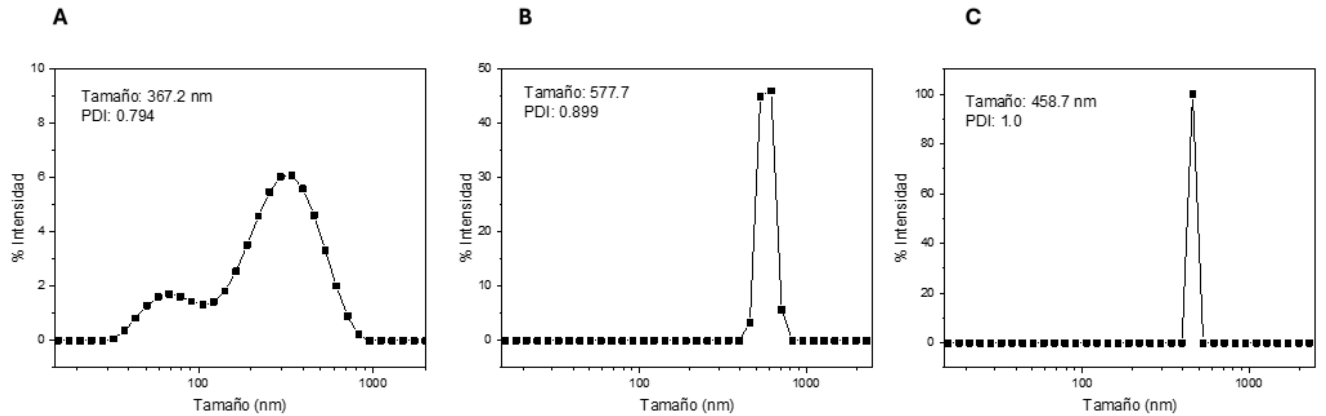 A
B
C
10
8
6
4
2
0
% Intensidad
Tamaño: 367.2 nm
PDI: 0.794
100
1000
Tamaño (nm)
50
40
30
20
10
0
% Intensidad
Tamaño: 577.7
PDI: 0.899
100
1000
Tamaño (nm)
100
80
60
40
20
0
% Intensidad
Tamaño: 458.7 nm
PDI: 1.0
100
1000
Tamaño (nm)